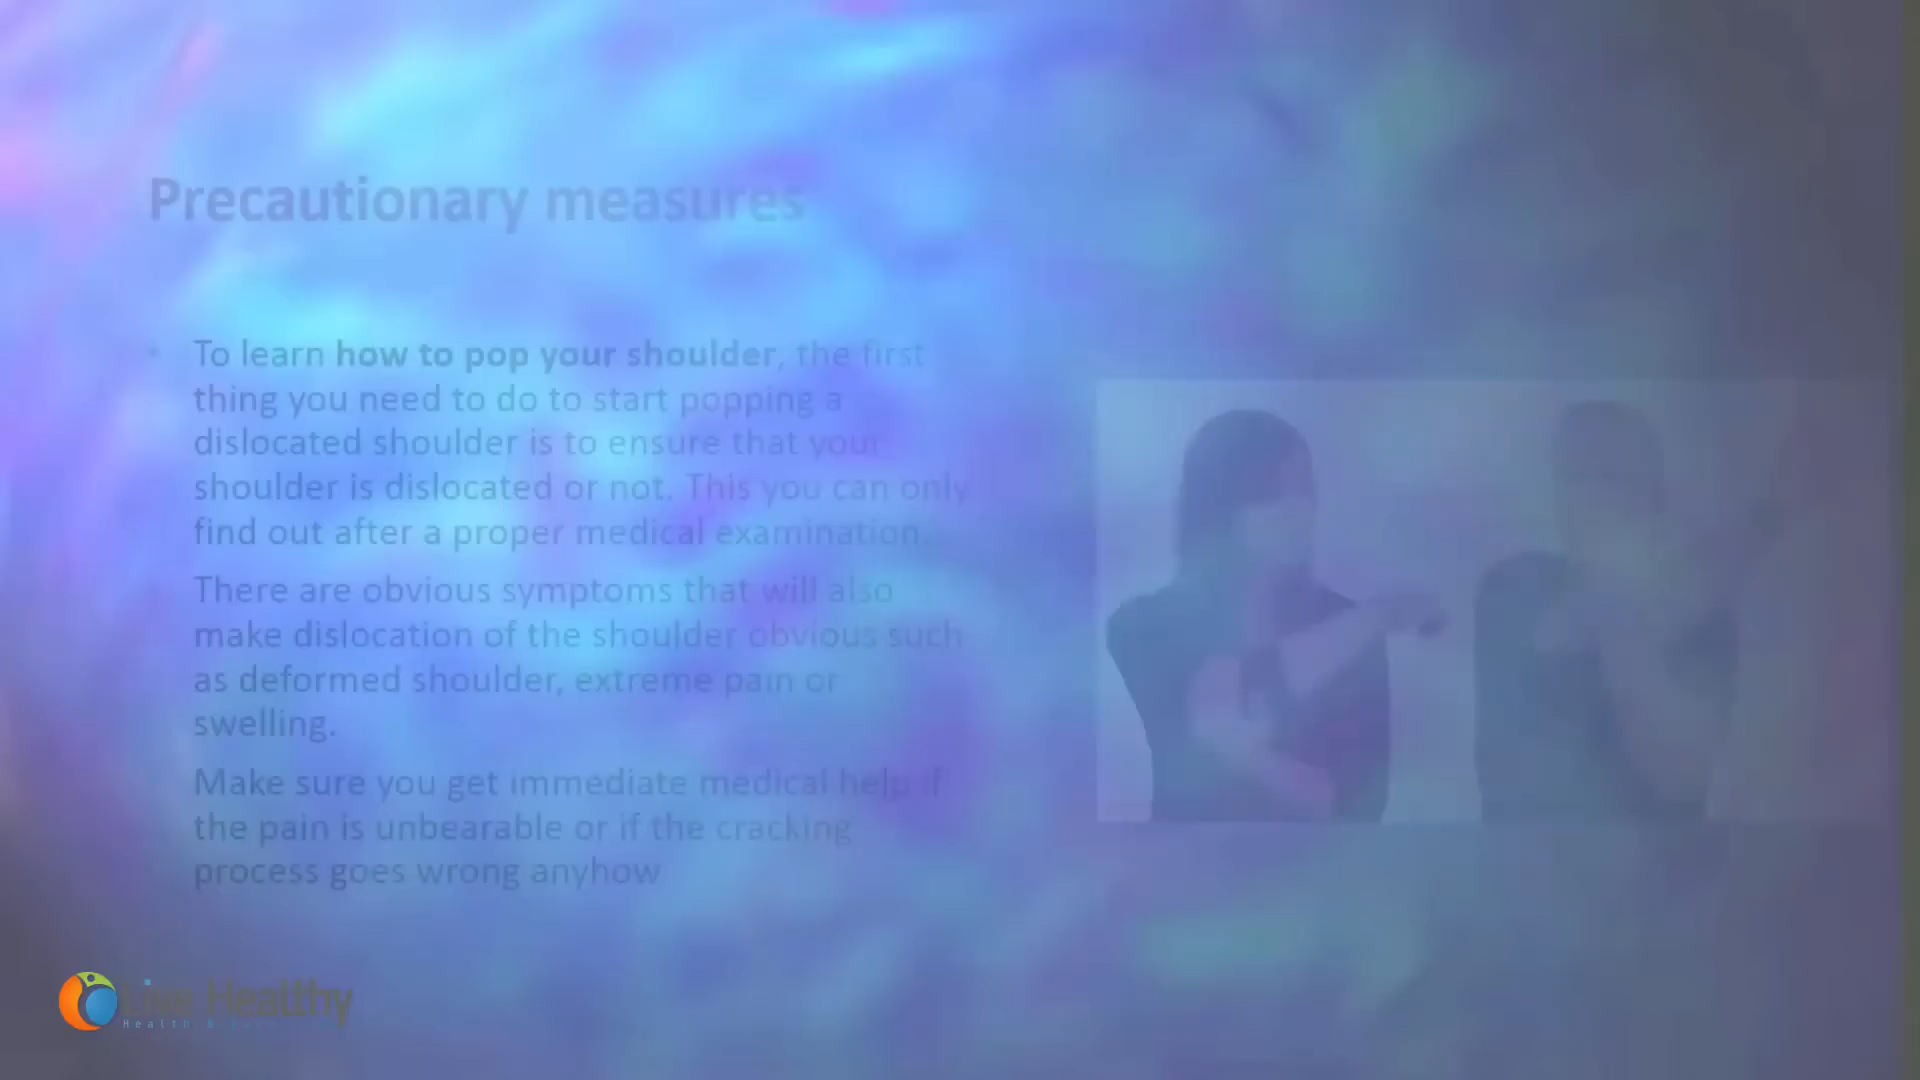 Precautionary measures
• To learn how to pop your shoulder, the first
thing you need to do to start popping a
dislocated shoulder is to ensure that your
shoulder is dislocated or not. This you can only
find out after a proper medical examination.
There are obvious symptoms that will also
make dislocation of the shoulder obvious such
as deformed shoulder, extreme pain or
swelling.
Make sure you get immediate medical help if
the pain is unbearable or if the cracking
process goes wrong anyhow
Live Healthy
Health &